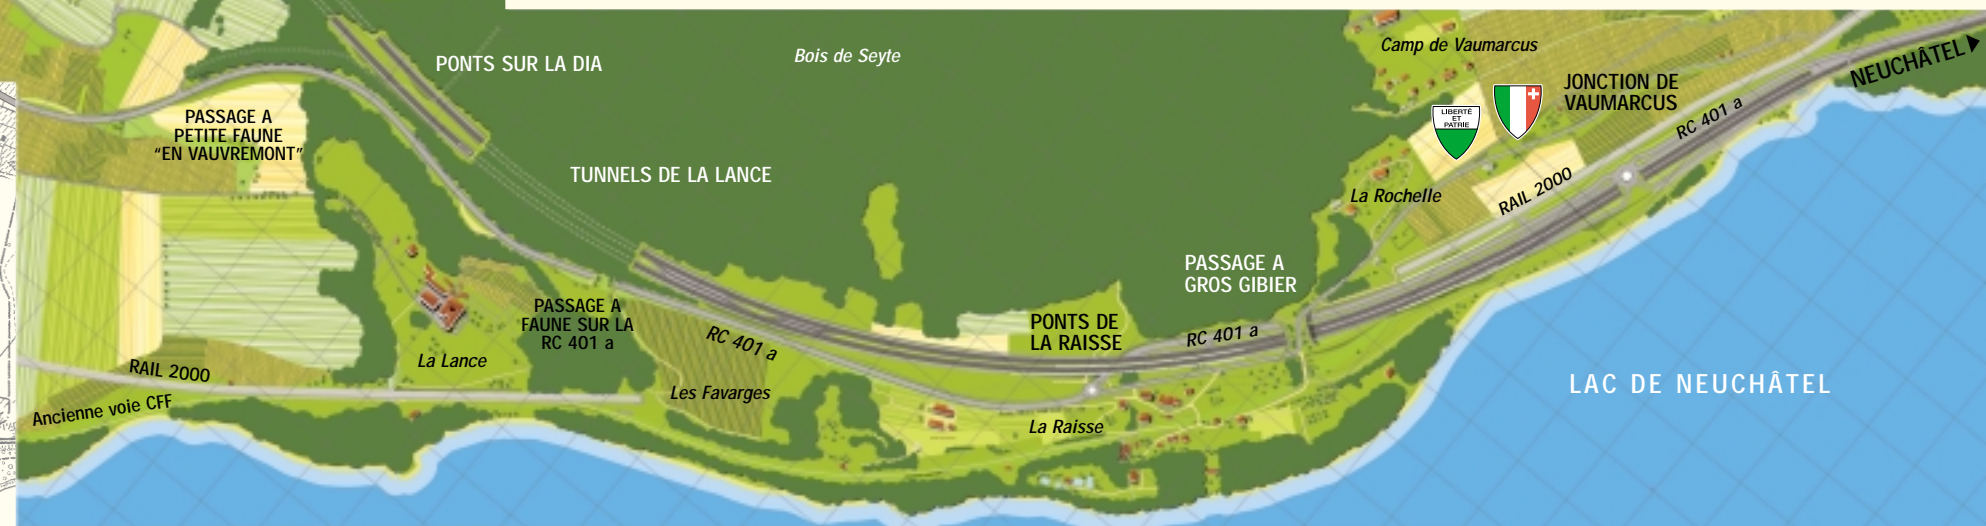 PONTS SUR LA DIA
Bois de Seyte
Camp de Vaumarcus
NEUCHÂTEL
JONCTION DE
VAUMARCUS
LIBERTÉ
ET
PATRIE
RC 401 a
PASSAGE A
PETITE FAUNE
“EN VAUVREMONT”
TUNNELS DE LA LANCE
La Rochelle
RAIL 2000
PASSAGE A
GROS GIBIER
PASSAGE A
FAUNE SUR LA
RC 401 a
RC 401 a
PONTS DE
LA RAISSE
RC 401 a
La Lance
RAIL 2000
Ancienne voie CFF
Les Favarges
La Raisse
LAC DE NEUCHÂTEL